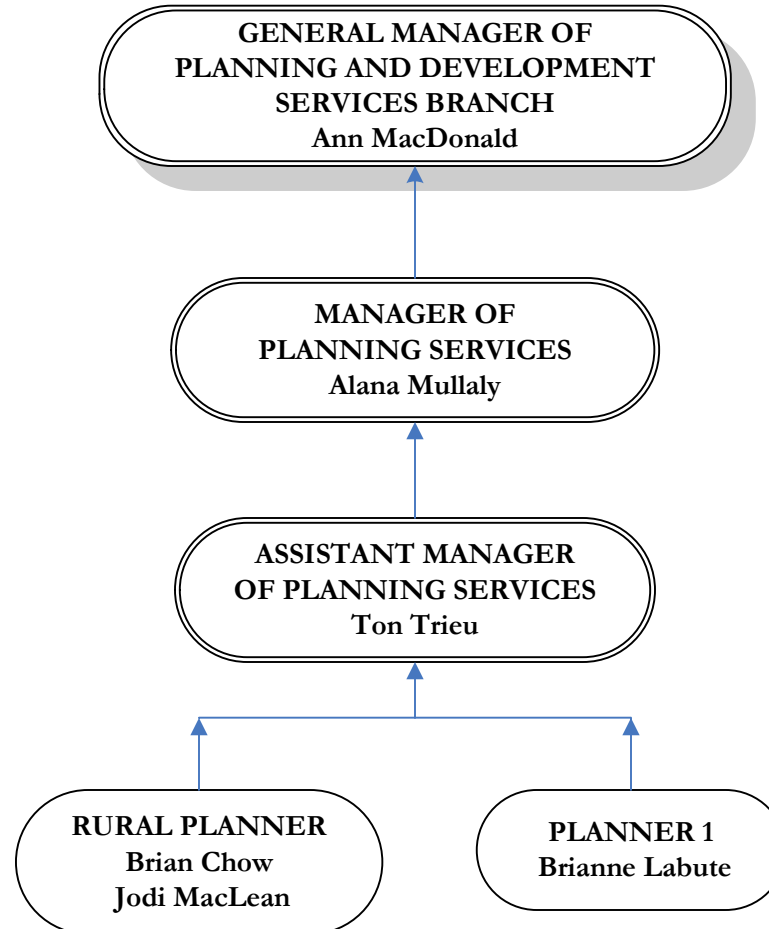 GENERAL MANAGER OF
PLANNING AND DEVELOPMENT
SERVICES BRANCH
Ann MacDonald
MANAGER OF
PLANNING SERVICES
Alana Mullaly
ASSISTANT MANAGER
OF PLANNING SERVICES
Ton Trieu
RURAL PLANNER
Brian Chow
Jodi MacLean
PLANNER 1
Brianne Labute